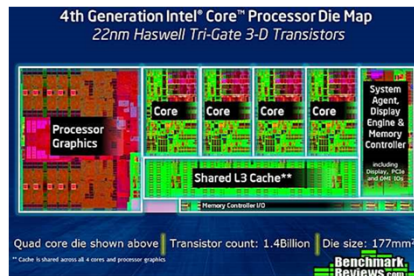 4th Generation Intel® Core™ Processor Die Map
22nm Haswell Tri-Gate 3-D Transistors
Processor
Graphics
Core
Core
Core
Core
System
Agent,
Display
Engine &
Memory
Controller
including
Display, PCIe
and DMI IOs
Shared L3 Cache**
Memory Controller I/O
Quad core die shown above
Transistor count: 1.4Billion
Die size: 177mm²
** Cache is shared across all 4 cores and processor graphics
Benchmark
Reviews.com